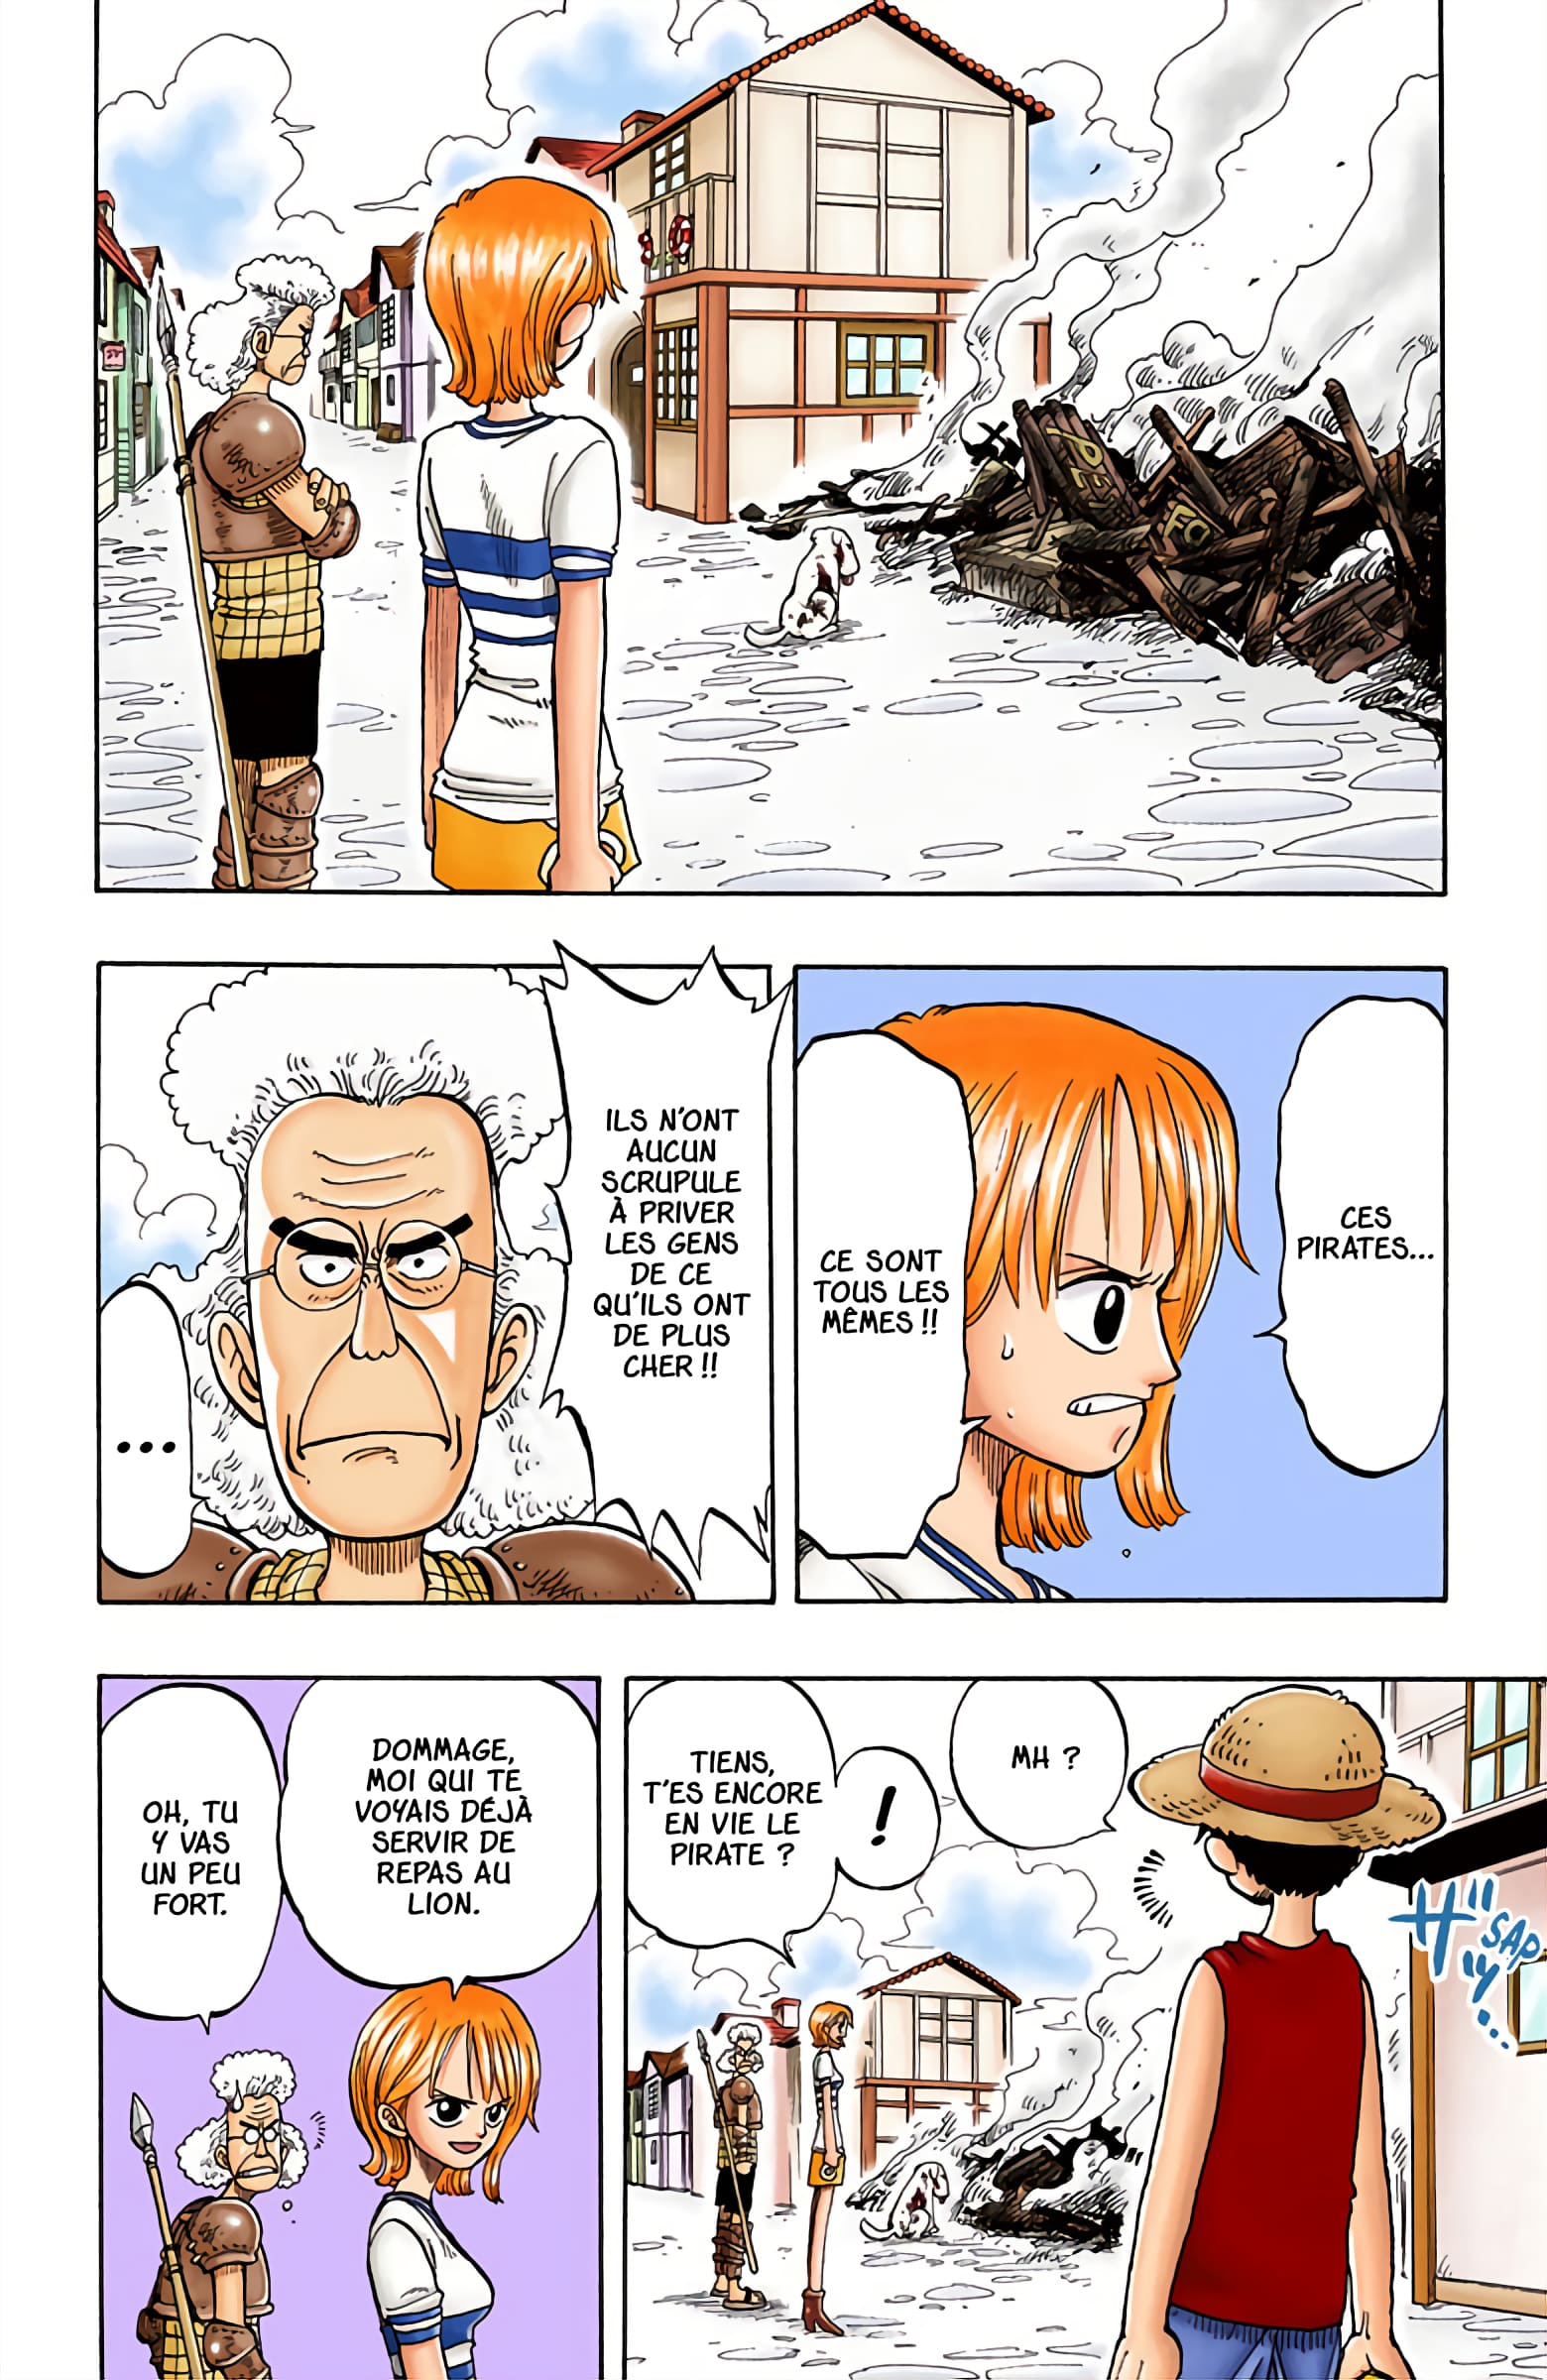 CES
PIRATES...
CE SONT
TOUS LES
MÊMES !!
ILS N'ONT
AUCUN
SCRUPULE
À PRIVER
LES GENS
DE CE
QU'ILS ONT
DE PLUS
CHER !!
...
MH ?
!
TIENS,
T'ES ENCORE
EN VIE LE
PIRATE ?
SAP
DOMMAGE,
MOI QUI TE
VOYAIS DÉJÀ
SERVIR DE
REPAS AU
LION.
OH, TU
Y VAS
UN PEU
FORT.